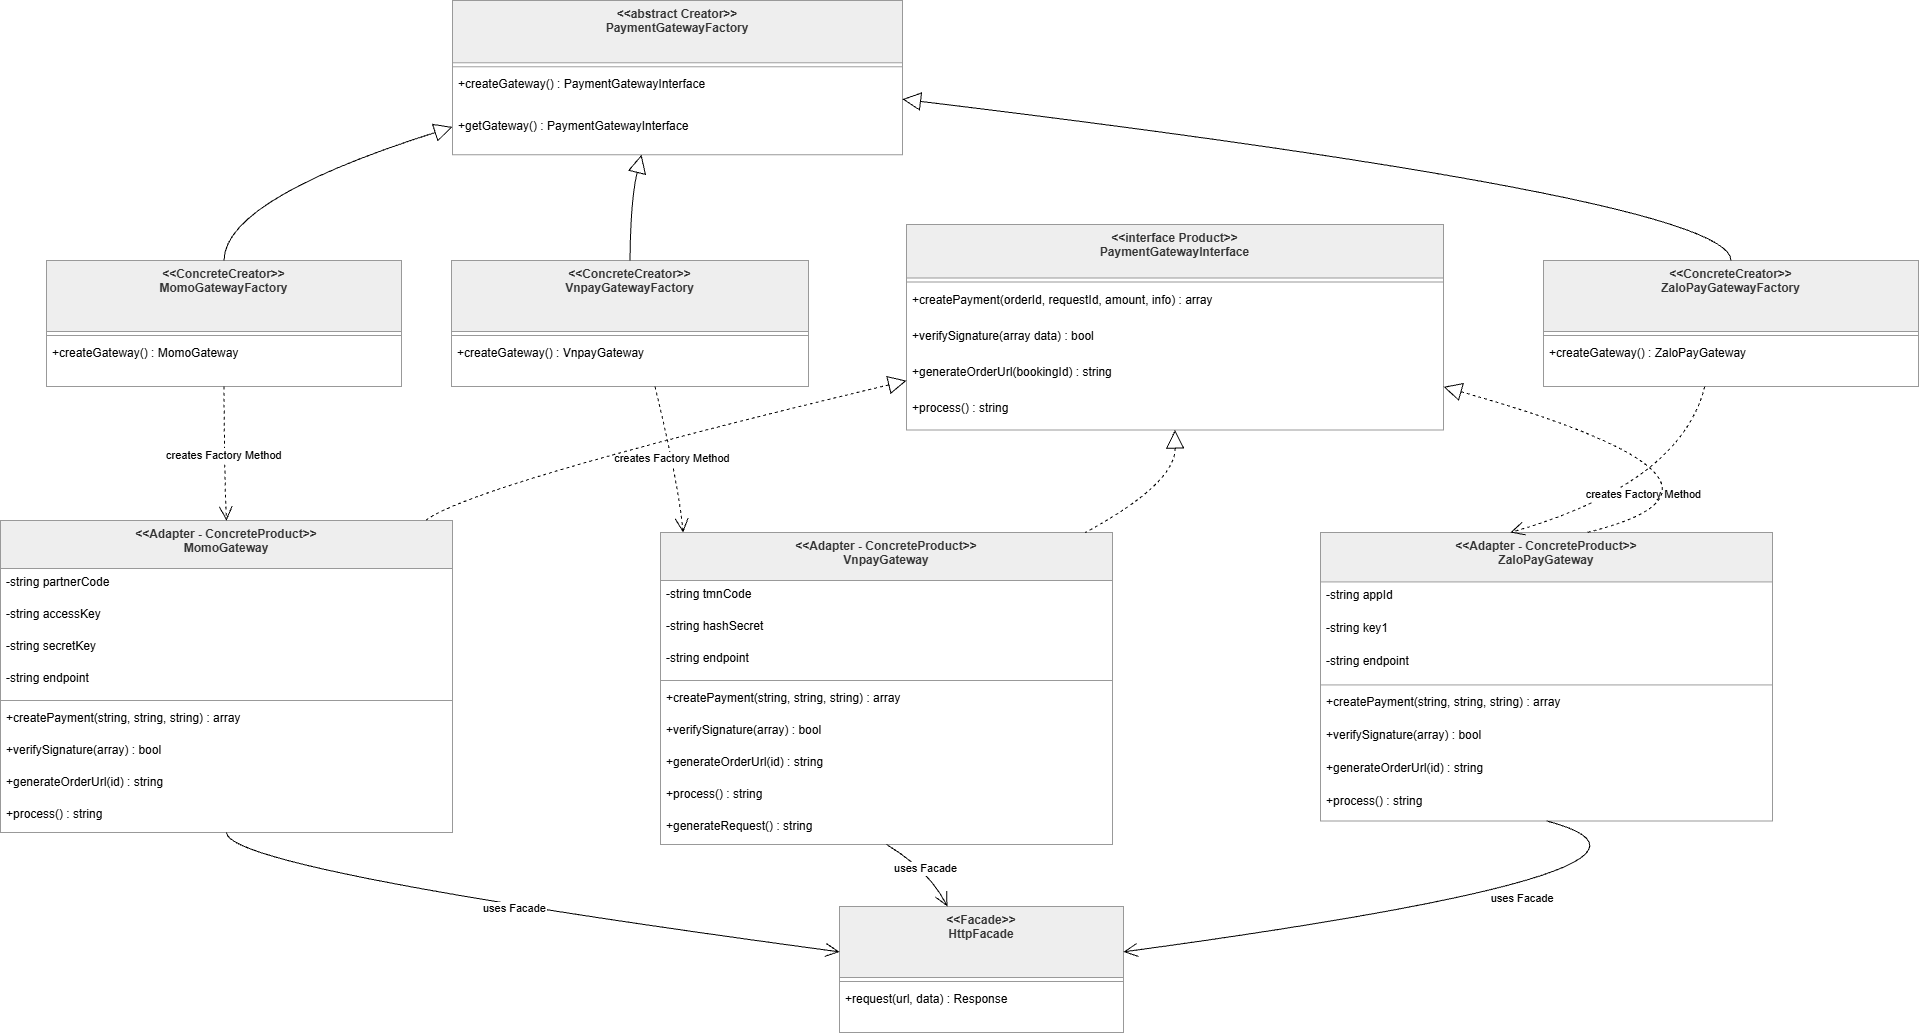 <<abstract Creator>>
PaymentGatewayFactory
+createGateway() : PaymentGatewayInterface
+getGateway() : PaymentGatewayInterface
<<ConcreteCreator>>
MomoGatewayFactory
+createGateway() : MomoGateway
<<ConcreteCreator>>
VnpayGatewayFactory
+createGateway() : VnpayGateway
<<interface Product>>
PaymentGatewayInterface
+createPayment(orderId, requestId, amount, info) : array
+verifySignature(array data) : bool
+generateOrderUrl(bookingId) : string
+process() : string
<<ConcreteCreator>>
ZaloPayGatewayFactory
+createGateway() : ZaloPayGateway
creates Factory Method
creates Factory Method
creates Factory Method
<<Adapter - ConcreteProduct>>
MomoGateway
-string partnerCode
-string accessKey
-string secretKey
-string endpoint
+createPayment(string, string, string) : array
+verifySignature(array) : bool
+generateOrderUrl(id) : string
+process() : string
<<Adapter - ConcreteProduct>>
VnpayGateway
-string tmnCode
-string hashSecret
-string endpoint
+createPayment(string, string, string) : array
+verifySignature(array) : bool
+generateOrderUrl(id) : string
+process() : string
+generateRequest() : string
<<Adapter - ConcreteProduct>>
ZaloPayGateway
-string appId
-string key1
-string endpoint
+createPayment(string, string, string) : array
+verifySignature(array) : bool
+generateOrderUrl(id) : string
+process() : string
uses Facade
uses Facade
uses Facade
<<Facade>>
HttpFacade
+request(url, data) : Response